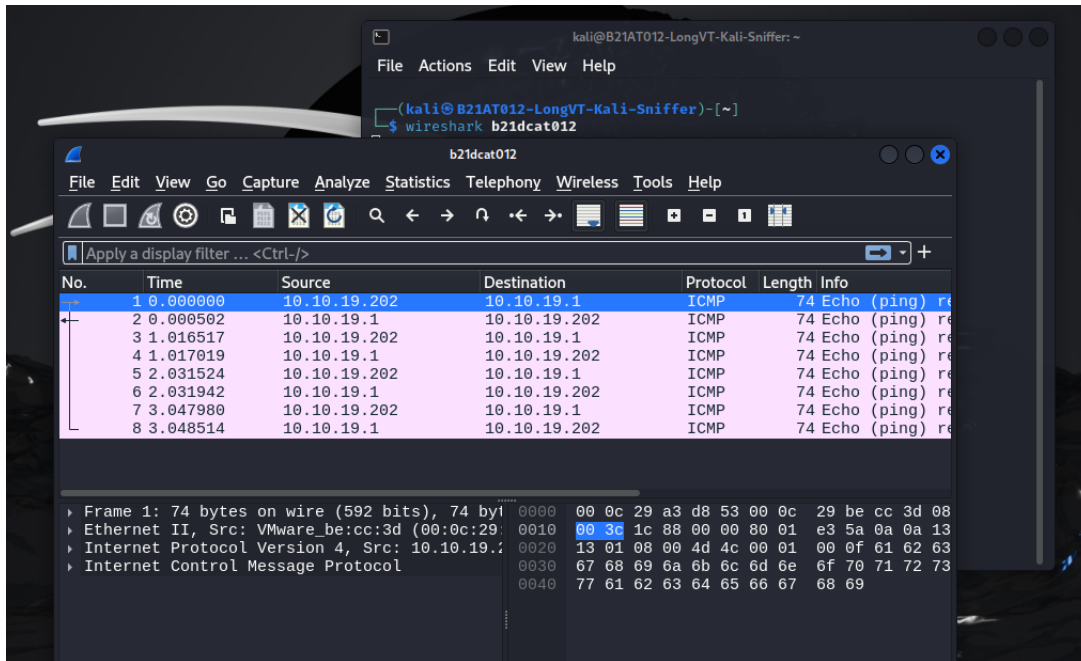 kali@B21AT012-LongVT-Kali-Sniffer: ~
File Actions Edit View Help
┌──(kali㉿B21AT012-LongVT-Kali-Sniffer)-[~]
└─$ wireshark b21dcat012
b21dcat012
File Edit View Go Capture Analyze Statistics Telephony Wireless Tools Help
Apply a display filter … <Ctrl-/>
No. Time Source Destination Protocol Length Info
1 0.000000 10.10.19.202 10.10.19.1 ICMP 74 Echo (ping) re
2 0.000502 10.10.19.1 10.10.19.202 ICMP 74 Echo (ping) re
3 1.016517 10.10.19.202 10.10.19.1 ICMP 74 Echo (ping) re
4 1.017019 10.10.19.1 10.10.19.202 ICMP 74 Echo (ping) re
5 2.031524 10.10.19.202 10.10.19.1 ICMP 74 Echo (ping) re
6 2.031942 10.10.19.1 10.10.19.202 ICMP 74 Echo (ping) re
7 3.047980 10.10.19.202 10.10.19.1 ICMP 74 Echo (ping) re
8 3.048514 10.10.19.1 10.10.19.202 ICMP 74 Echo (ping) re
Frame 1: 74 bytes on wire (592 bits), 74 byt
Ethernet II, Src: VMware_be:cc:3d (00:0c:29:
Internet Protocol Version 4, Src: 10.10.19.2
Internet Control Message Protocol
0000 00 0c 29 a3 d8 53 00 0c 29 be cc 3d 08
0010 00 3c 1c 88 00 00 80 01 e3 5a 0a 0a 13
0020 13 01 08 00 4d 4c 00 01 00 0f 61 62 63
0030 67 68 69 6a 6b 6c 6d 6e 6f 70 71 72 73
0040 77 61 62 63 64 65 66 67 68 69